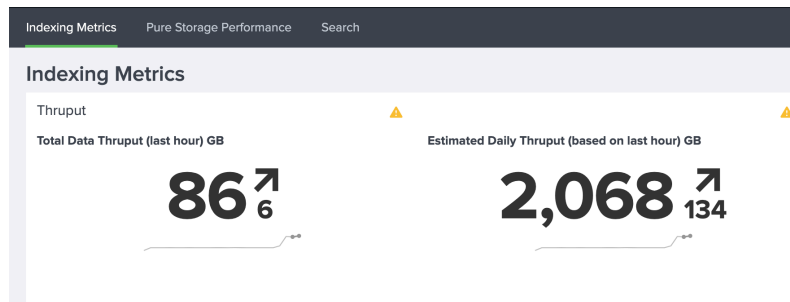 Indexing Metrics Pure Storage Performance Search
Indexing Metrics
Thruput
Total Data Thruput (last hour) GB
86 6
Estimated Daily Thruput (based on last hour) GB
2,068 134